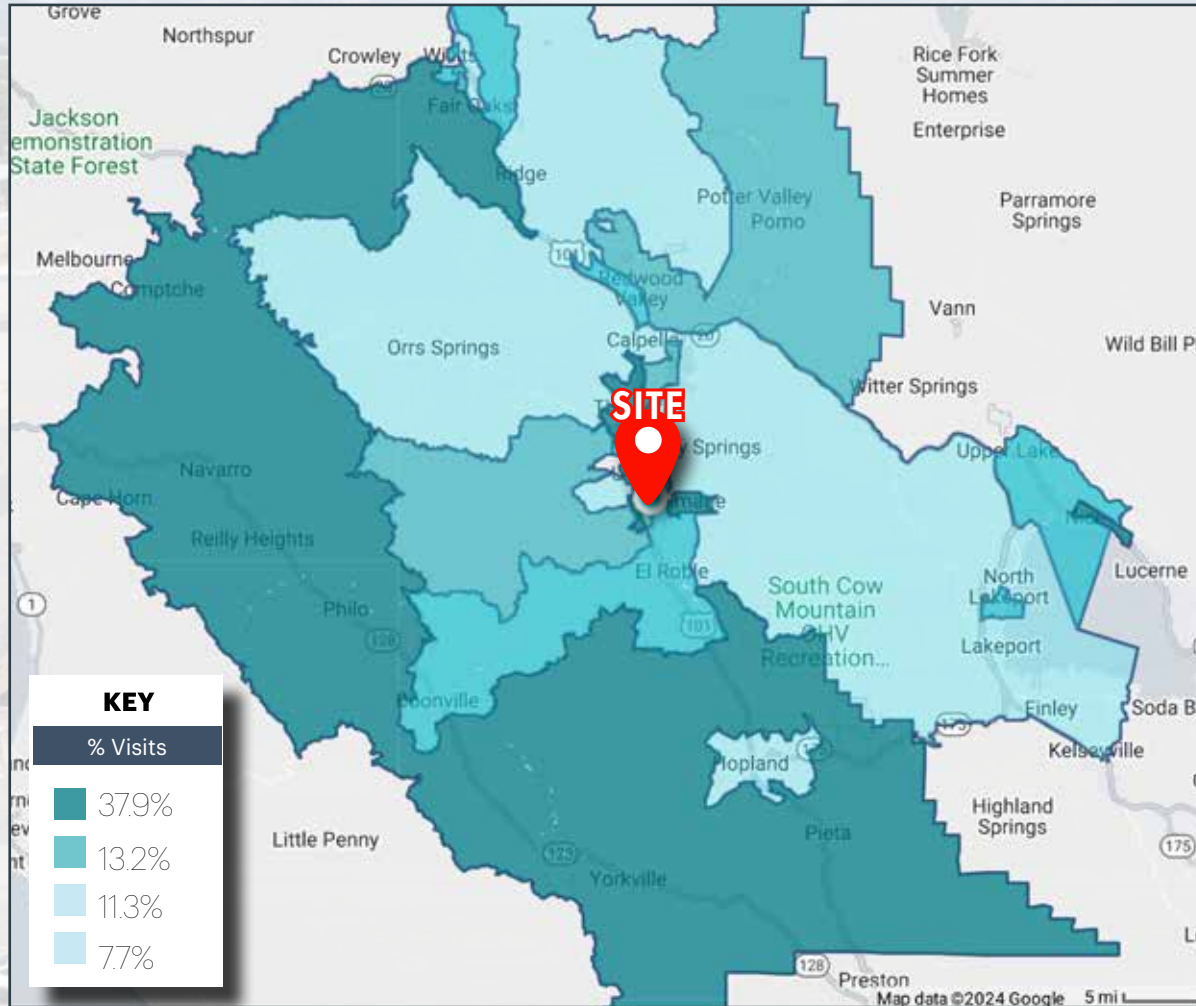 Grove
Northspur
Crowley
Rice Fork
Summer
Homes
Fair Oaks
Jackson
emonstration
State Forest
Enterprise
Ridge
Potter Valley
Pomo
Parramore
Springs
101
Melbourne
Redwood
Valley
Comptche
Vann
Calpella
20
Orrs Springs
Wild Bill P
Witter Springs
SITE
Springs
Upper Lake
Navarro
Cape Horn
Reilly Heights
El Roble
Lucerne
South Cow
Mountain
OHV
Recreation...
North
Lakeport
1
Philo
101
128
Lakeport
KEY
% Visits
37.9%
13.2%
11.3%
7.7%
Boonville
Finley
Soda B
175
Kelseyville
Hopland
Highland
Springs
Little Penny
Pieta
175
Yorkville
128
Preston
Map data ©2024 Google
5 mi